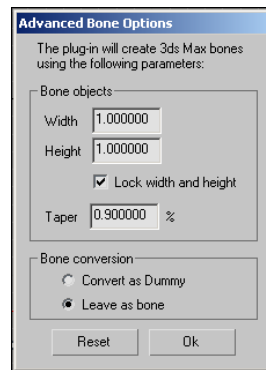 Advanced Bone Options
The plug-in will create 3ds Max bones
using the following parameters:
Bone objects
Width 1.000000
Height 1.000000
Lock width and height
Taper 0.900000 %
Bone conversion
Convert as Dummy
Leave as bone
Reset Ok